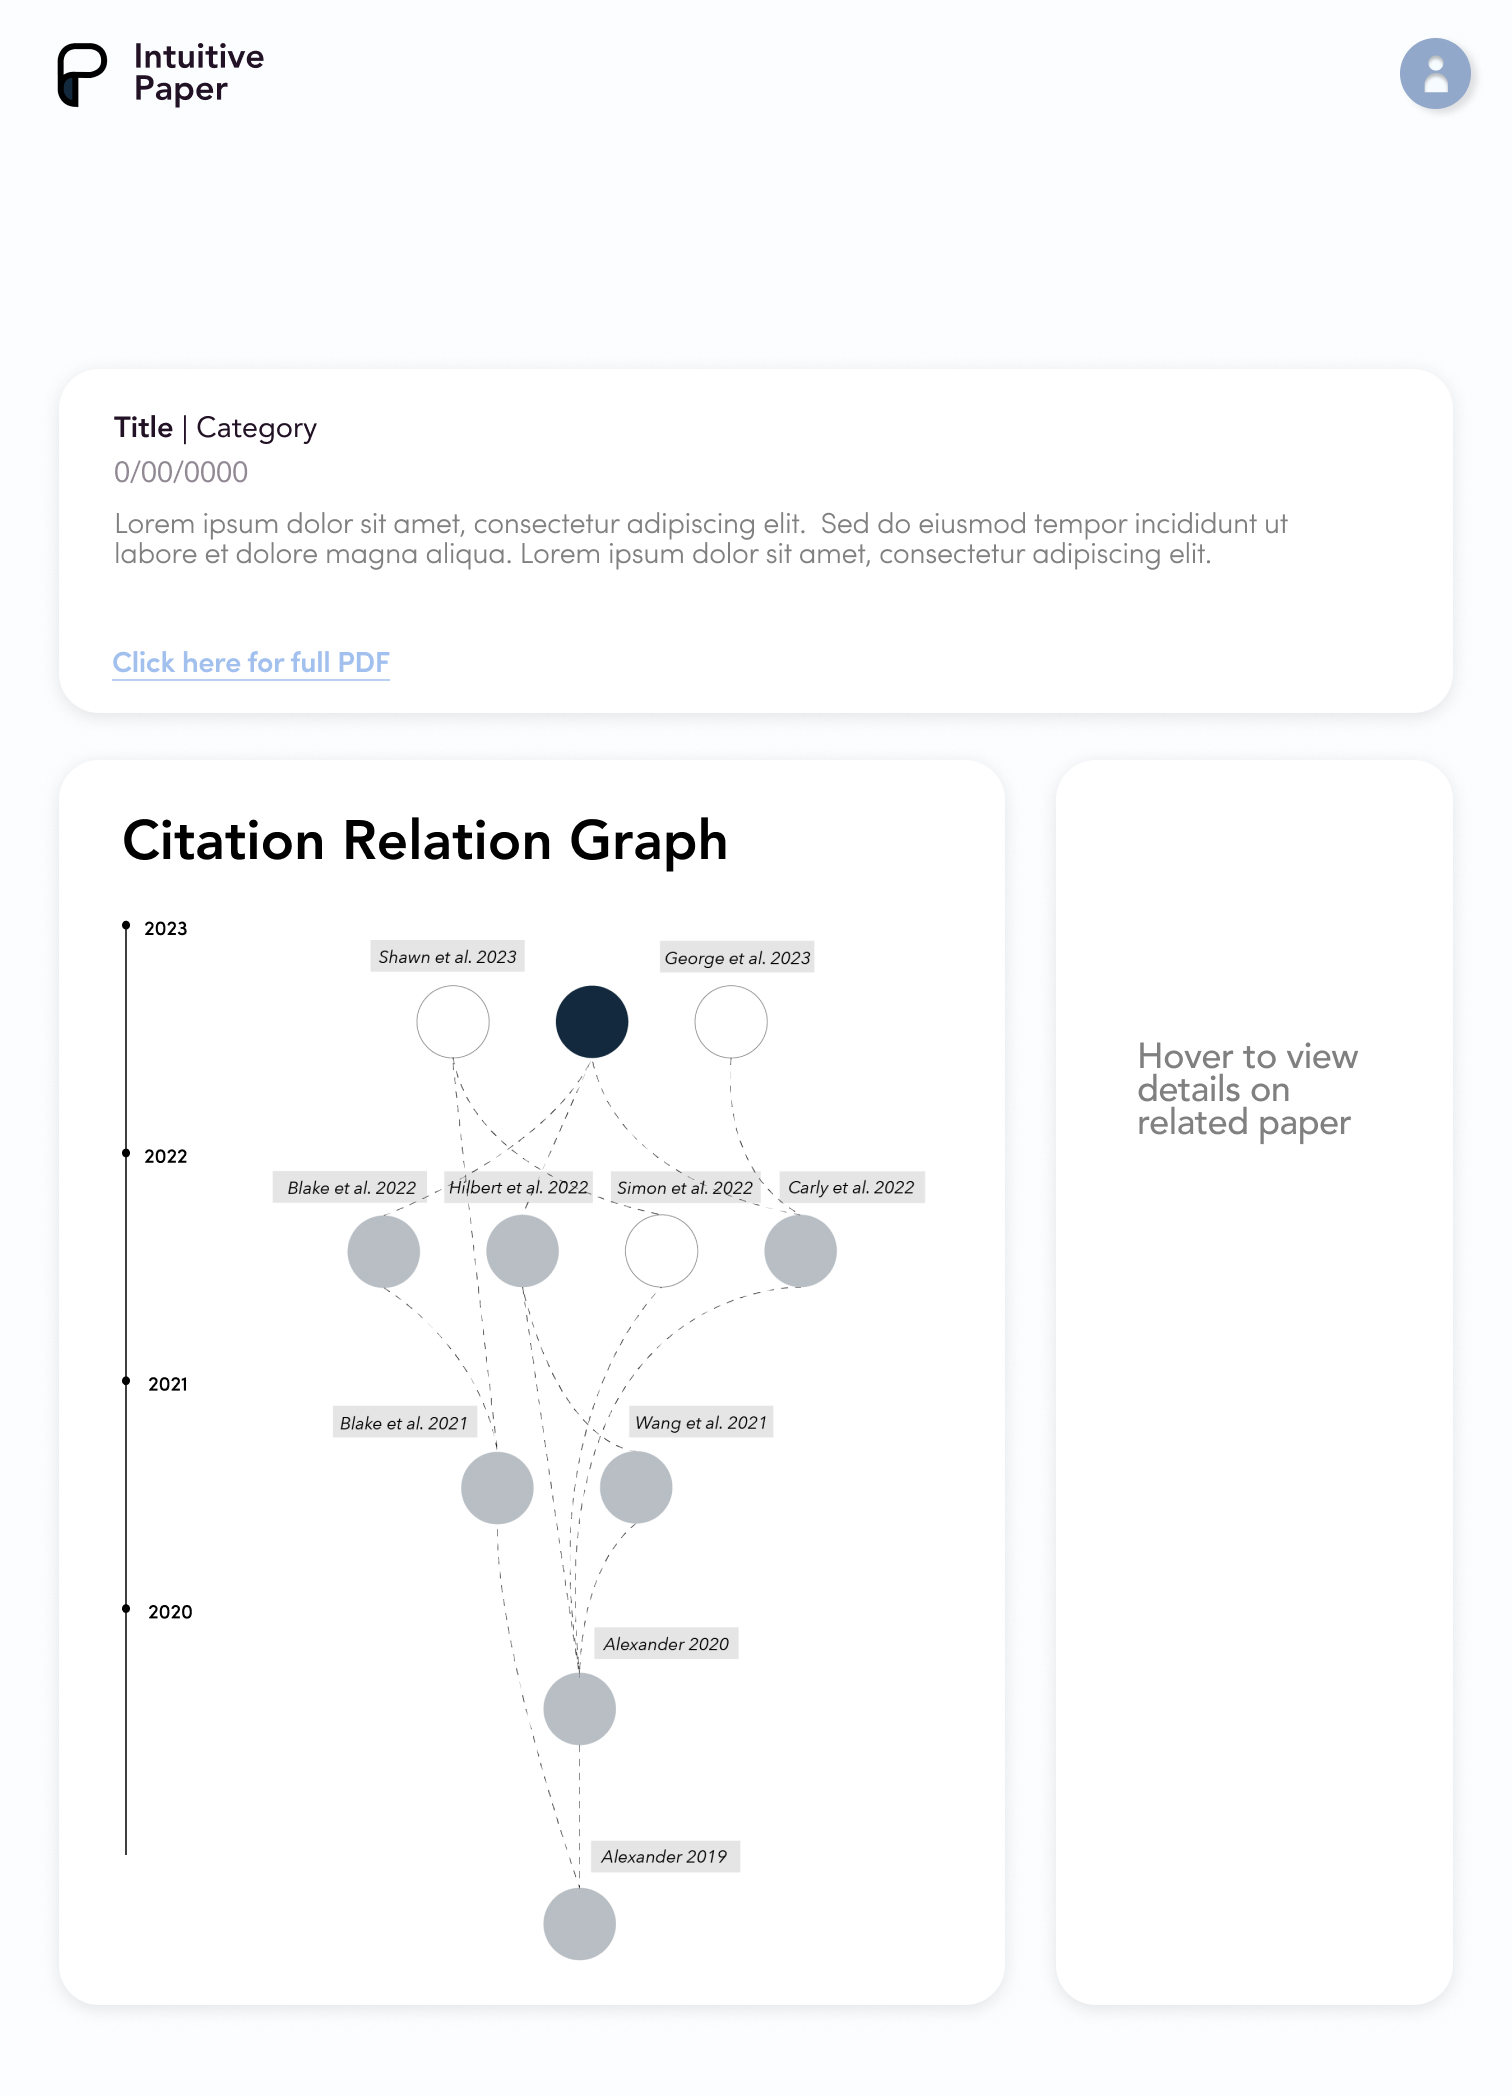 Intuitive
Paper
Title | Category
0/00/0000
Lorem ipsum dolor sit amet, consectetur adipiscing elit.  Sed do eiusmod tempor incididunt ut
labore et dolore magna aliqua. Lorem ipsum dolor sit amet, consectetur adipiscing elit.
Click here for full PDF
Citation Relation Graph
2023
Shawn et al. 2023
George et al. 2023
2022
Blake et al. 2022
Hilbert et al. 2022
Simon et al. 2022
Carly et al. 2022
2021
Blake et al. 2021
Wang et al. 2021
2020
Alexander 2020
Alexander 2019
Hover to view
details on
related paper